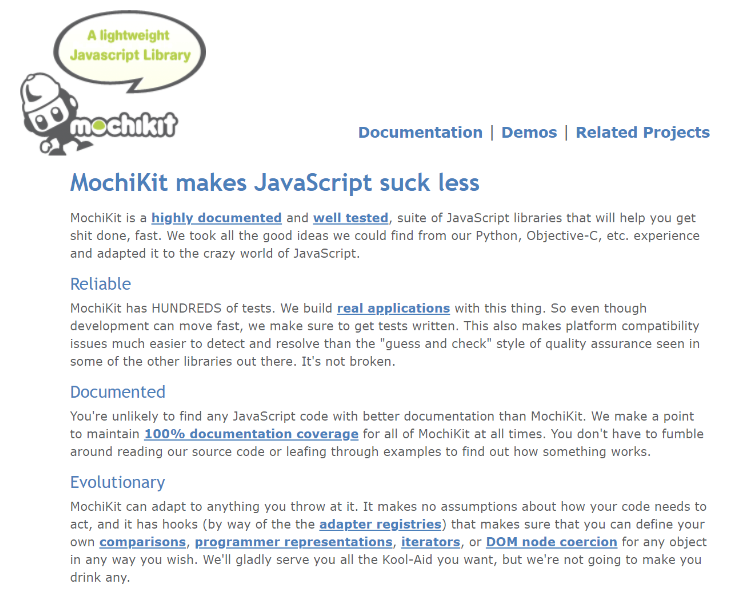 A lightweight
Javascript Library
mochikit
Documentation | Demos | Related Projects
MochiKit makes JavaScript suck less
MochiKit is a highly documented and well tested, suite of JavaScript libraries that will help you get
shit done, fast. We took all the good ideas we could find from our Python, Objective-C, etc. experience
and adapted it to the crazy world of JavaScript.
Reliable
MochiKit has HUNDREDS of tests. We build real applications with this thing. So even though
development can move fast, we make sure to get tests written. This also makes platform compatibility
issues much easier to detect and resolve than the "guess and check" style of quality assurance seen in
some of the other libraries out there. It's not broken.
Documented
You're unlikely to find any JavaScript code with better documentation than MochiKit. We make a point
to maintain 100% documentation coverage for all of MochiKit at all times. You don't have to fumble
around reading our source code or leafing through examples to find out how something works.
Evolutionary
MochiKit can adapt to anything you throw at it. It makes no assumptions about how your code needs to
act, and it has hooks (by way of the the adapter registries) that makes sure that you can define your
own comparisons, programmer representations, iterators, or DOM node coercion for any object
in any way you wish. We'll gladly serve you all the Kool-Aid you want, but we're not going to make you
drink any.